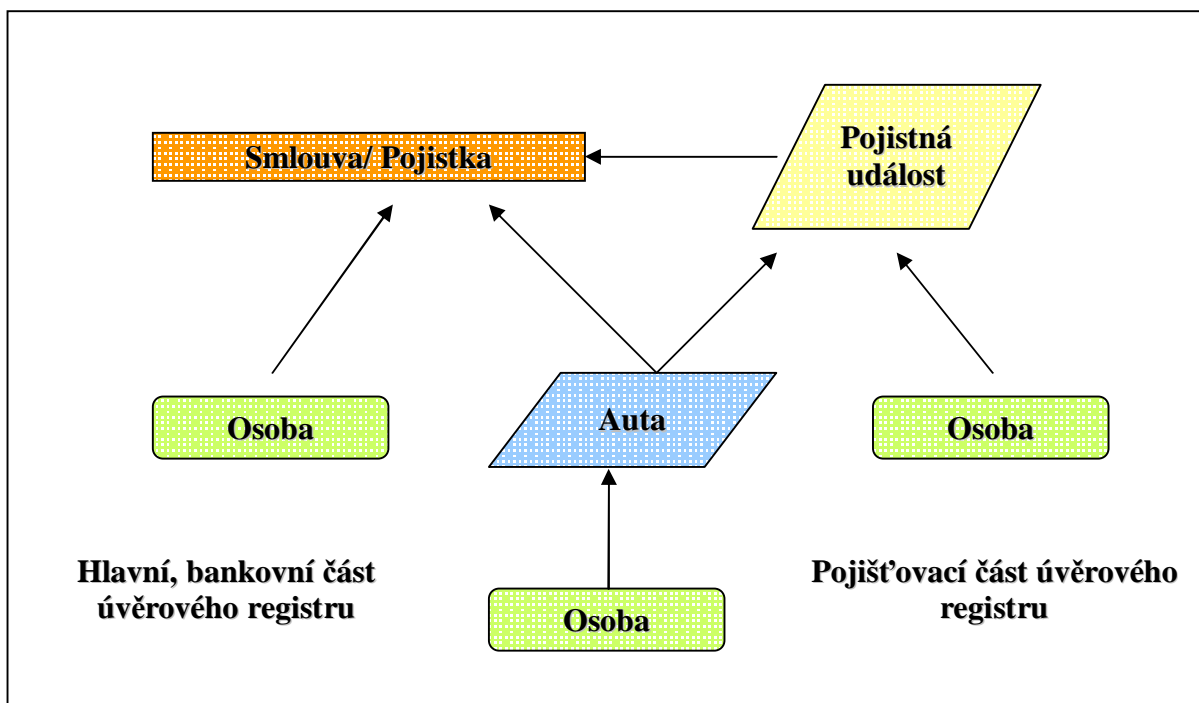 Smlouva/ Pojistka
Pojistná
událost
Osoba
Auta
Osoba
Hlavní, bankovní část
úvěrového registru
Pojišťovací část úvěrového
registru
Osoba